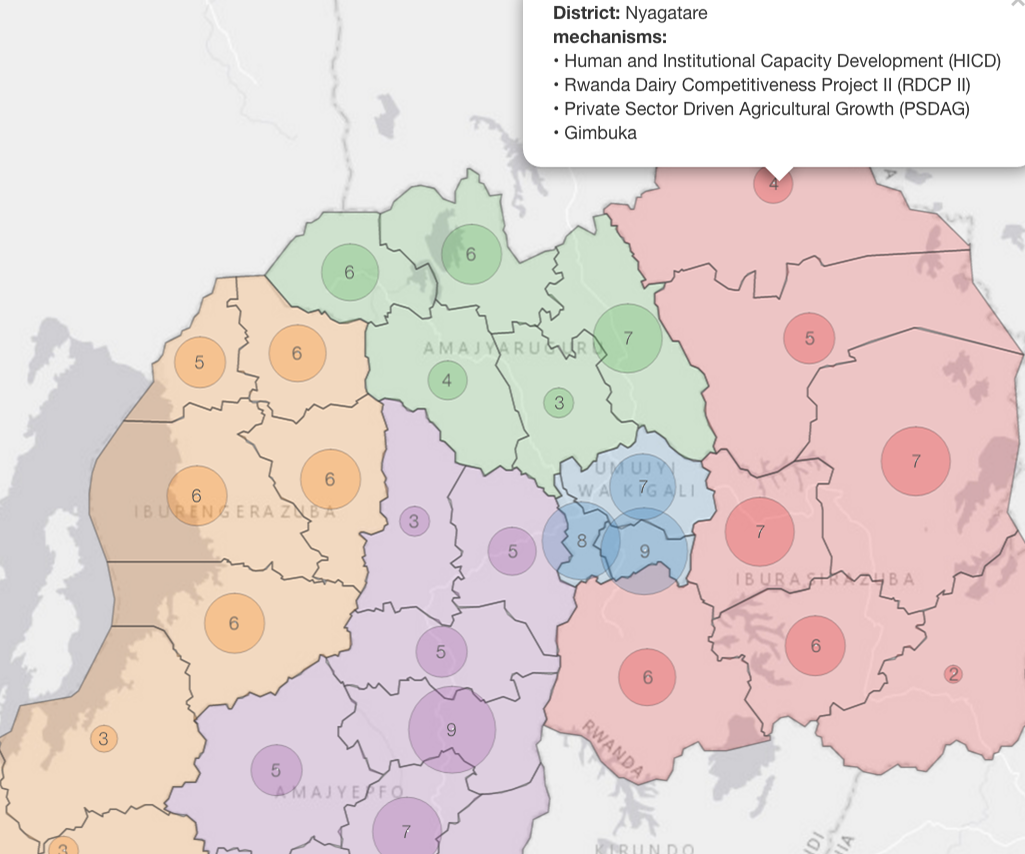 District: Nyagatare
mechanisms:
• Human and Institutional Capacity Development (HICD)
• Rwanda Dairy Competitiveness Project II (RDCP II)
• Private Sector Driven Agricultural Growth (PSDAG)
• Gimbuka
4
6
6
7
5
5
6
AMAJYARUGURU
4
3
7
6
6
UMUJYI
WA KIGALI
7
IBURENGERAZUBA
3
5
8
9
7
IBURASIRAZUBA
6
5
6
6
2
3
9
RWANDA
5
AMAJYEPFO
7
3
KIRUNDO